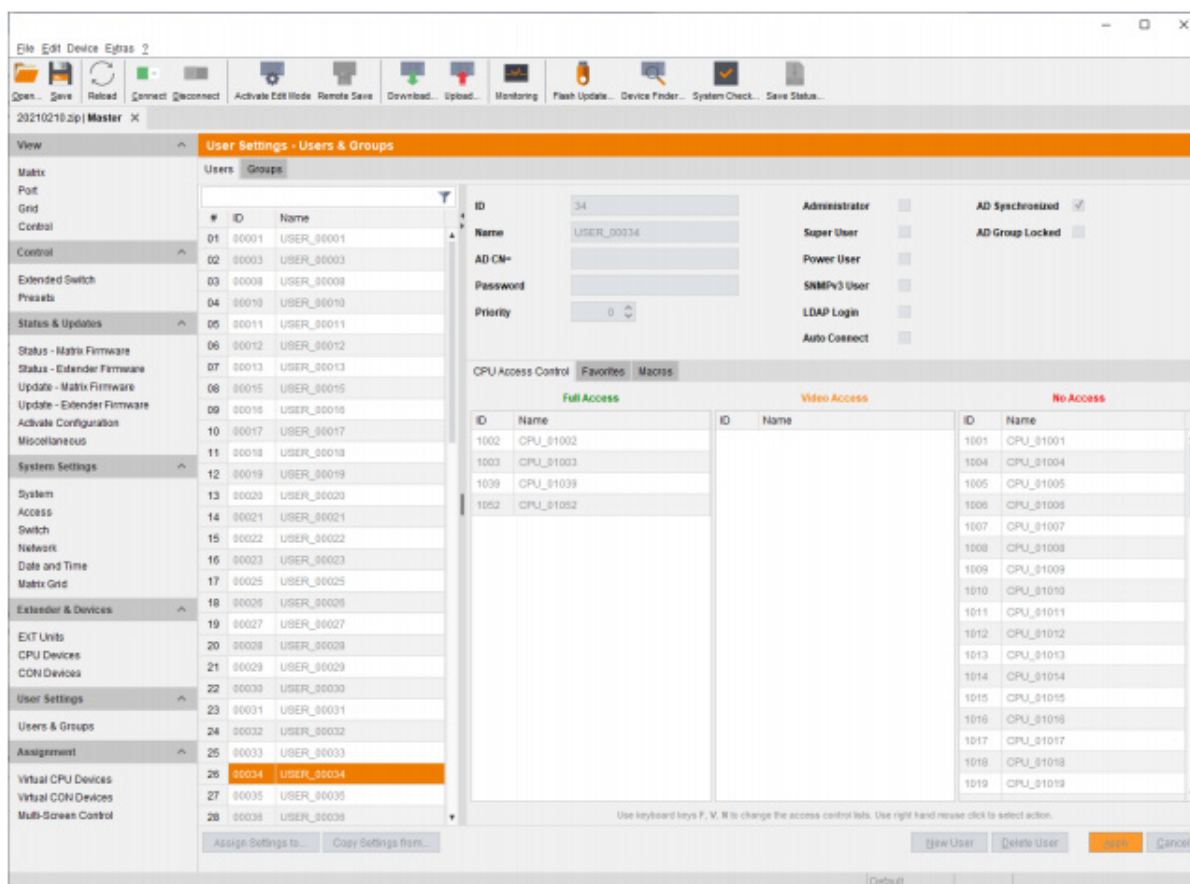 File Edit Device Extras ?
Open... Save Reload Connect Disconnect Activate Edit Mode Remote Save Download... Upload... Monitoring Flash Update... Device Finder... System Check... Save Status...
20210210.zip | Master X
View
Matrix
Port
Grid
Control
Control
Extended Switch
Presets
Status & Updates
Status - Matrix Firmware
Status - Extender Firmware
Update - Matrix Firmware
Update - Extender Firmware
Activate Configuration
Miscellaneous
System Settings
System
Access
Switch
Network
Date and Time
Matrix Grid
Extender & Devices
EXT Units
CPU Devices
CON Devices
User Settings
Users & Groups
Assignment
Virtual CPU Devices
Virtual CON Devices
Multi-Screen Control
User Settings - Users & Groups
Users Groups
# ID Name
01 00001 USER_00001
02 00003 USER_00003
03 00008 USER_00008
04 00010 USER_00010
05 00011 USER_00011
06 00012 USER_00012
07 00013 USER_00013
08 00015 USER_00015
09 00016 USER_00016
10 00017 USER_00017
11 00018 USER_00018
12 00019 USER_00019
13 00020 USER_00020
14 00021 USER_00021
15 00022 USER_00022
16 00023 USER_00023
17 00025 USER_00025
18 00026 USER_00026
19 00027 USER_00027
20 00028 USER_00028
21 00029 USER_00029
22 00030 USER_00030
23 00031 USER_00031
24 00032 USER_00032
25 00033 USER_00033
26 00034 USER_00034
27 00035 USER_00035
28 00036 USER_00036
Assign Settings to... Copy Settings from...
ID 34
Name USER_00034
AD CN=
Password
Priority 0
Administrator
Super User
Power User
SNMPv3 User
LDAP Login
Auto Connect
AD Synchronized
AD Group Locked
CPU Access Control Favorites Macros
Full Access
ID Name
1002 CPU_01002
1003 CPU_01003
1039 CPU_01039
1052 CPU_01052
Video Access
ID Name
No Access
ID Name
1001 CPU_01001
1004 CPU_01004
1005 CPU_01005
1006 CPU_01006
1007 CPU_01007
1008 CPU_01008
1009 CPU_01009
1010 CPU_01010
1011 CPU_01011
1012 CPU_01012
1013 CPU_01013
1014 CPU_01014
1015 CPU_01015
1016 CPU_01016
1017 CPU_01017
1018 CPU_01018
1019 CPU_01019
Use keyboard keys F, V, N to change the access control lists. Use right hand mouse click to select action.
New User Delete User Apply Cancel
Default